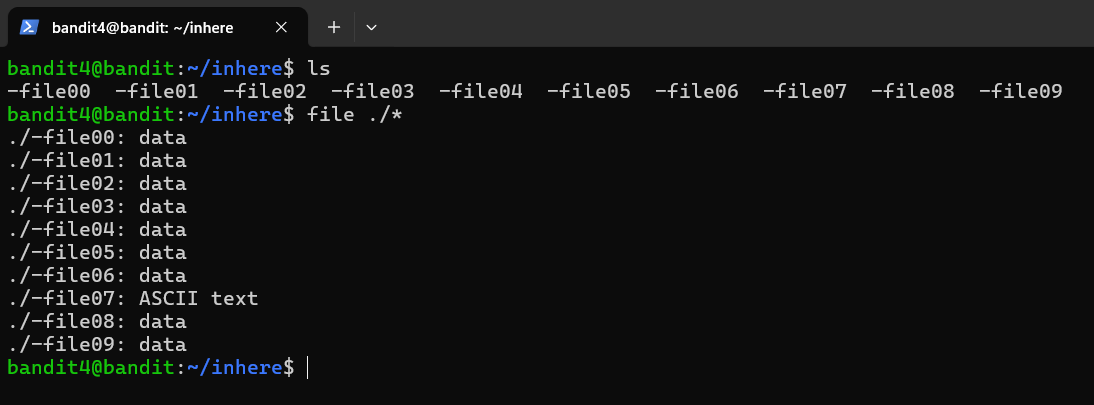 bandit4@bandit: ~/inhere
bandit4@bandit:~/inhere$ ls
-file00  -file01  -file02  -file03  -file04  -file05  -file06  -file07  -file08  -file09
bandit4@bandit:~/inhere$ file ./*
./-file00: data
./-file01: data
./-file02: data
./-file03: data
./-file04: data
./-file05: data
./-file06: data
./-file07: ASCII text
./-file08: data
./-file09: data
bandit4@bandit:~/inhere$